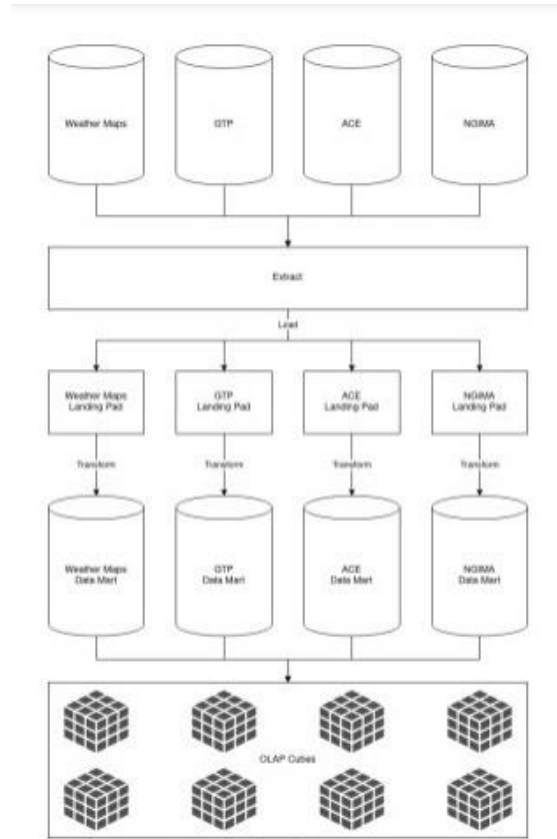 Weather Maps
GTP
ACE
NGIMA
Extract
Load
Weather Maps
Landing Pad
GTP
Landing Pad
ACE
Landing Pad
NGIMA
Landing Pad
Transform
Transform
Transform
Transform
Weather Maps
Data Mart
GTP
Data Mart
ACE
Data Mart
NGIMA
Data Mart
OLAP Cubes